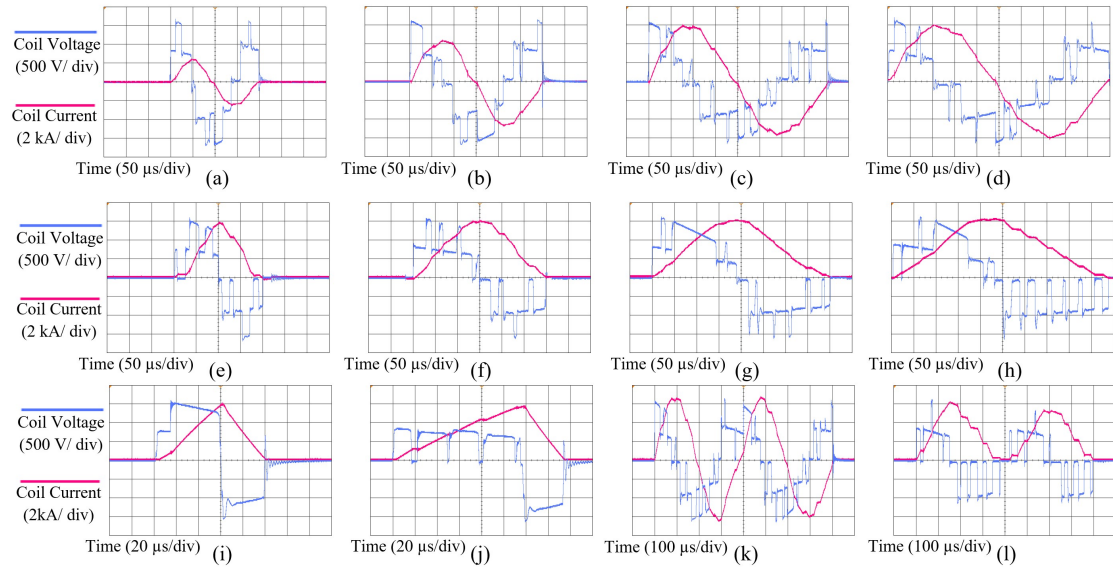 Coil Voltage
(500 V/ div)
Coil Current
(2 kA/ div)
Time (50 µs/div)
(a)
Time (50 µs/div)
(b)
Time (50 µs/div)
(c)
Time (50 µs/div)
(d)
Coil Voltage
(500 V/ div)
Coil Current
(2 kA/ div)
Time (50 µs/div)
(e)
Time (50 µs/div)
(f)
Time (50 µs/div)
(g)
Time (50 µs/div)
(h)
Coil Voltage
(500 V/ div)
Coil Current
(2kA/ div)
Time (20 µs/div)
(i)
Time (20 µs/div)
(j)
Time (100 µs/div)
(k)
Time (100 µs/div)
(l)